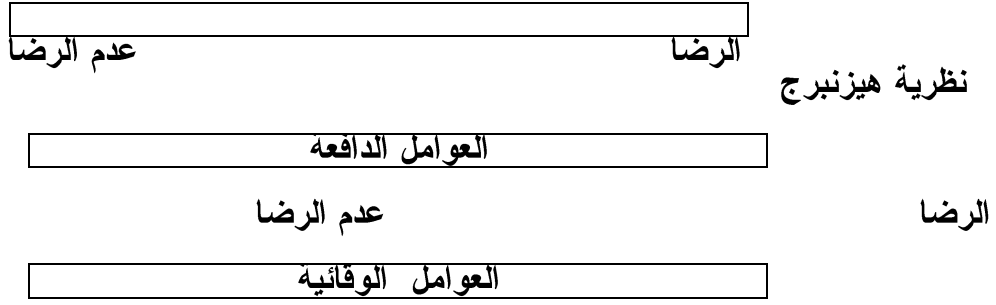 الرضا عدم الرضا
نظرية هيزنبرج
العوامل الدافعة
الرضا عدم الرضا
العوامل الوقائية